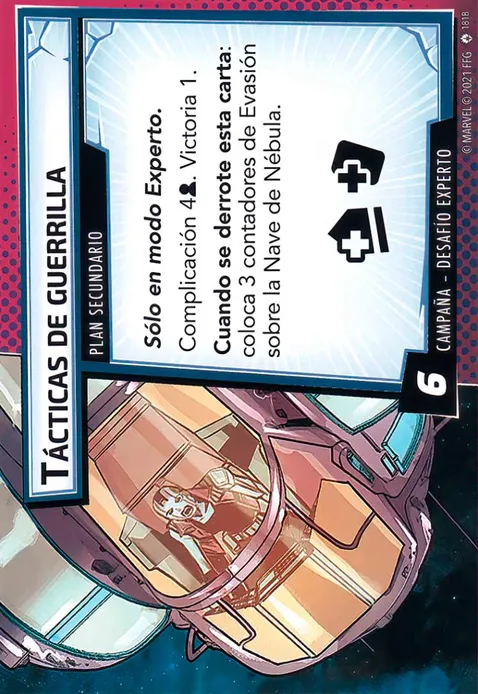 TÁCTICAS DE GUERRILLA
PLAN SECUNDARIO
Sólo en modo Experto.
Complicación 4. Victoria 1.
Cuando se derrote esta carta:
coloca 3 contadores de Evasión
sobre la Nave de Nébula.
6
CAMPAÑA – DESAFÍO EXPERTO
© MARVEL © 2021 FFG 181B